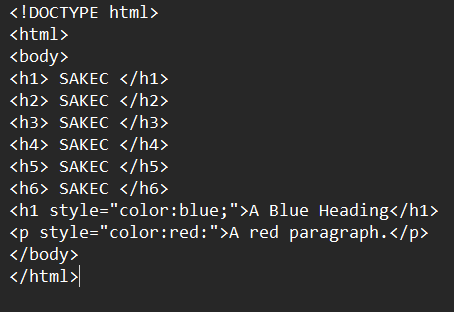 <!DOCTYPE html>
<html>
<body>
<h1> SAKEC </h1>
<h2> SAKEC </h2>
<h3> SAKEC </h3>
<h4> SAKEC </h4>
<h5> SAKEC </h5>
<h6> SAKEC </h6>
<h1 style="color:blue;">A Blue Heading</h1>
<p style="color:red:">A red paragraph.</p>
</body>
</html>